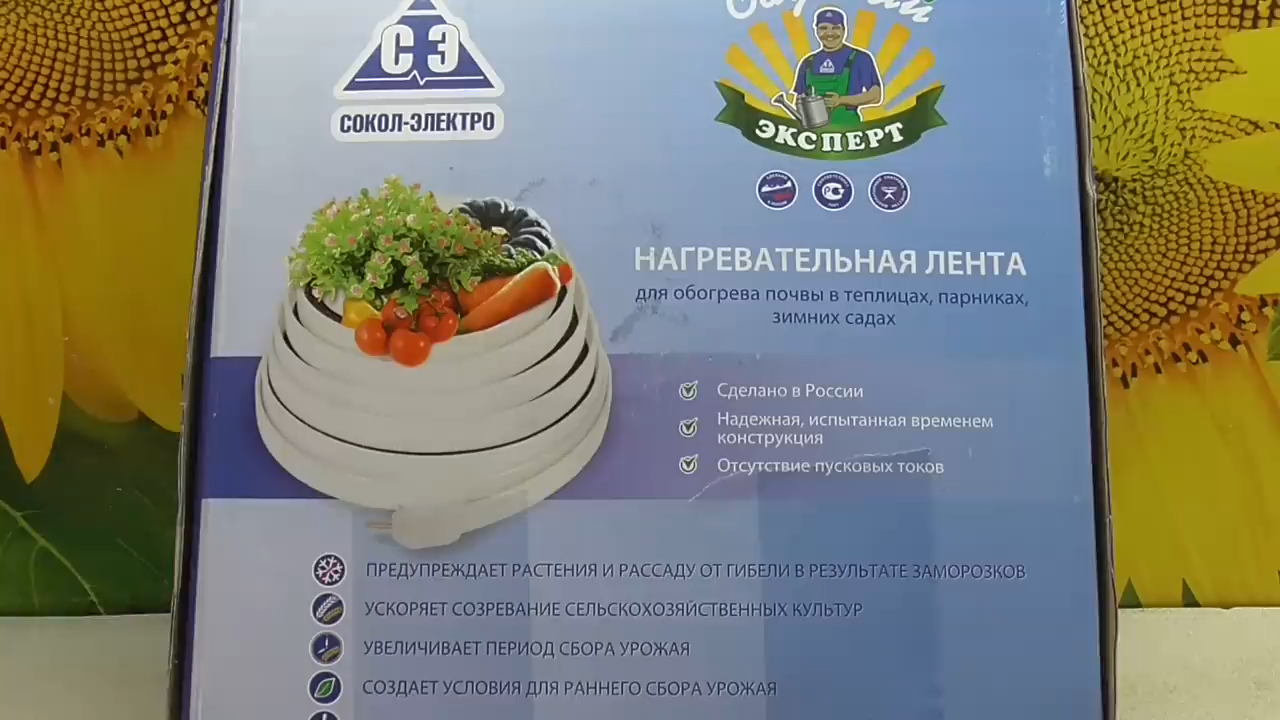 СЭ
СОКОЛ-ЭЛЕКТРО
ЭКСПЕРТ
НАГРЕВАТЕЛЬНАЯ ЛЕНТА
для обогрева почвы в теплицах, парниках,
зимних садах
Сделано в России
Надежная, испытанная временем
конструкция
Отсутствие пусковых токов
ПРЕДУПРЕЖДАЕТ РАСТЕНИЯ И РАССАДУ ОТ ГИБЕЛИ В РЕЗУЛЬТАТЕ ЗАМОРОЗКОВ
УСКОРЯЕТ СОЗРЕВАНИЕ СЕЛЬСКОХОЗЯЙСТВЕННЫХ КУЛЬТУР
УВЕЛИЧИВАЕТ ПЕРИОД СБОРА УРОЖАЯ
СОЗДАЕТ УСЛОВИЯ ДЛЯ РАННЕГО СБОРА УРОЖАЯ